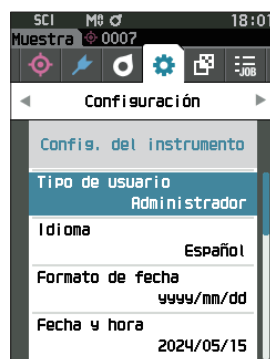 SCI M0 18:01
Muestra 0007
-JOB
Configuración
Config. del instrumento
Tipo de usuario
Administrador
Idioma
Español
Formato de fecha
yyyy/mm/dd
Fecha y hora
2024/05/15